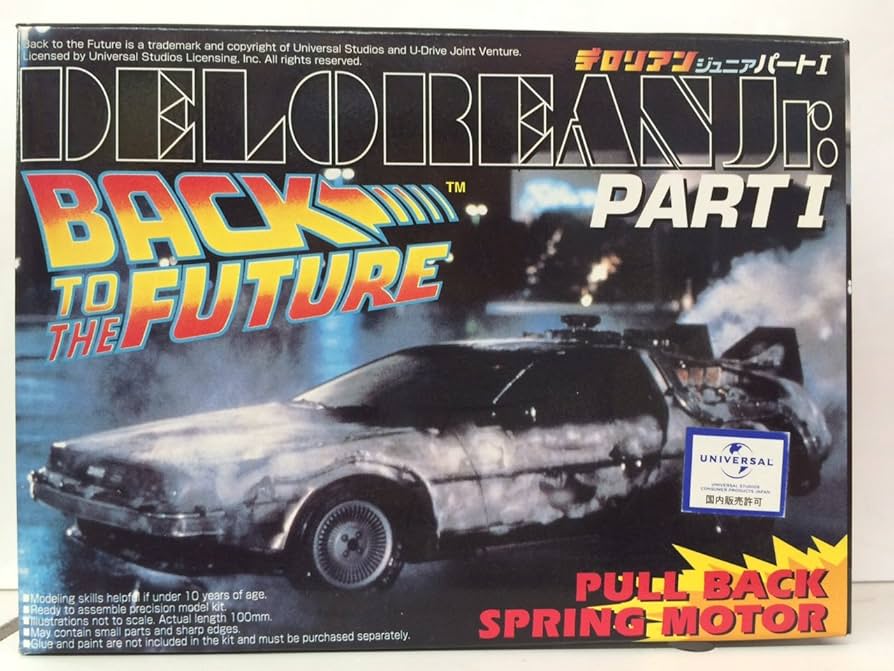 Back to the Future is a trademark and copyright of Universal Studios and U-Drive Joint Venture.
Licensed by Universal Studios Licensing, Inc. All rights reserved.
デロリアンジュニアパートI
DELOREAN Jr.
PART I
BACK TM
TO
THE FUTURE
UNIVERSAL
UNIVERSAL STUDIOS
CONSUMER PRODUCTS JAPAN
国内販売許可
PULL BACK
SPRING MOTOR
■Modeling skills helpful if under 10 years of age.
■Ready to assemble precision model kit.
■Illustrations not to scale. Actual length 100mm.
■May contain small parts and sharp edges.
■Glue and paint are not included in the kit and must be purchased separately.